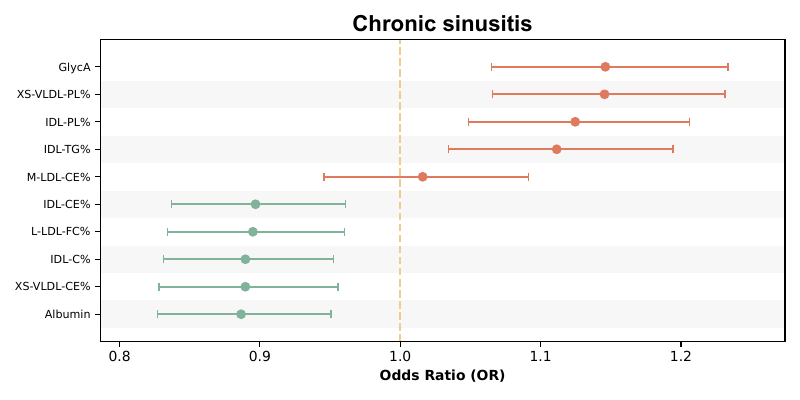 Chronic sinusitis
GlycA
XS-VLDL-PL%
IDL-PL%
IDL-TG%
M-LDL-CE%
IDL-CE%
L-LDL-FC%
IDL-C%
XS-VLDL-CE%
Albumin
0.8 0.9 1.0 1.1 1.2
Odds Ratio (OR)